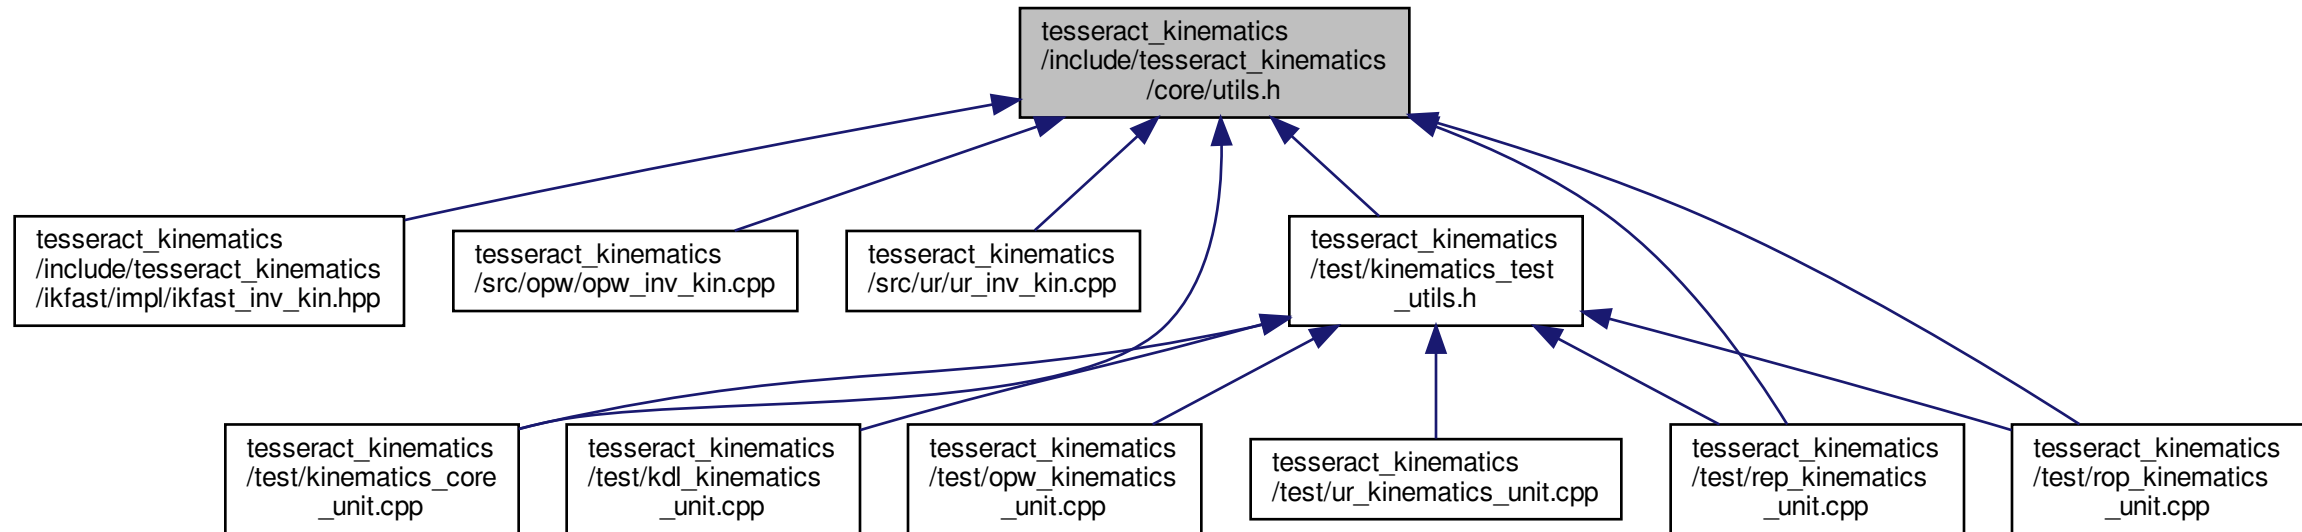 tesseract_kinematics
/include/tesseract_kinematics
/core/utils.h
tesseract_kinematics
/include/tesseract_kinematics
/ikfast/impl/ikfast_inv_kin.hpp
tesseract_kinematics
/src/opw/opw_inv_kin.cpp
tesseract_kinematics
/src/ur/ur_inv_kin.cpp
tesseract_kinematics
/test/kinematics_test
_utils.h
tesseract_kinematics
/test/kinematics_core
_unit.cpp
tesseract_kinematics
/test/kdl_kinematics
_unit.cpp
tesseract_kinematics
/test/opw_kinematics
_unit.cpp
tesseract_kinematics
/test/ur_kinematics_unit.cpp
tesseract_kinematics
/test/rep_kinematics
_unit.cpp
tesseract_kinematics
/test/rop_kinematics
_unit.cpp